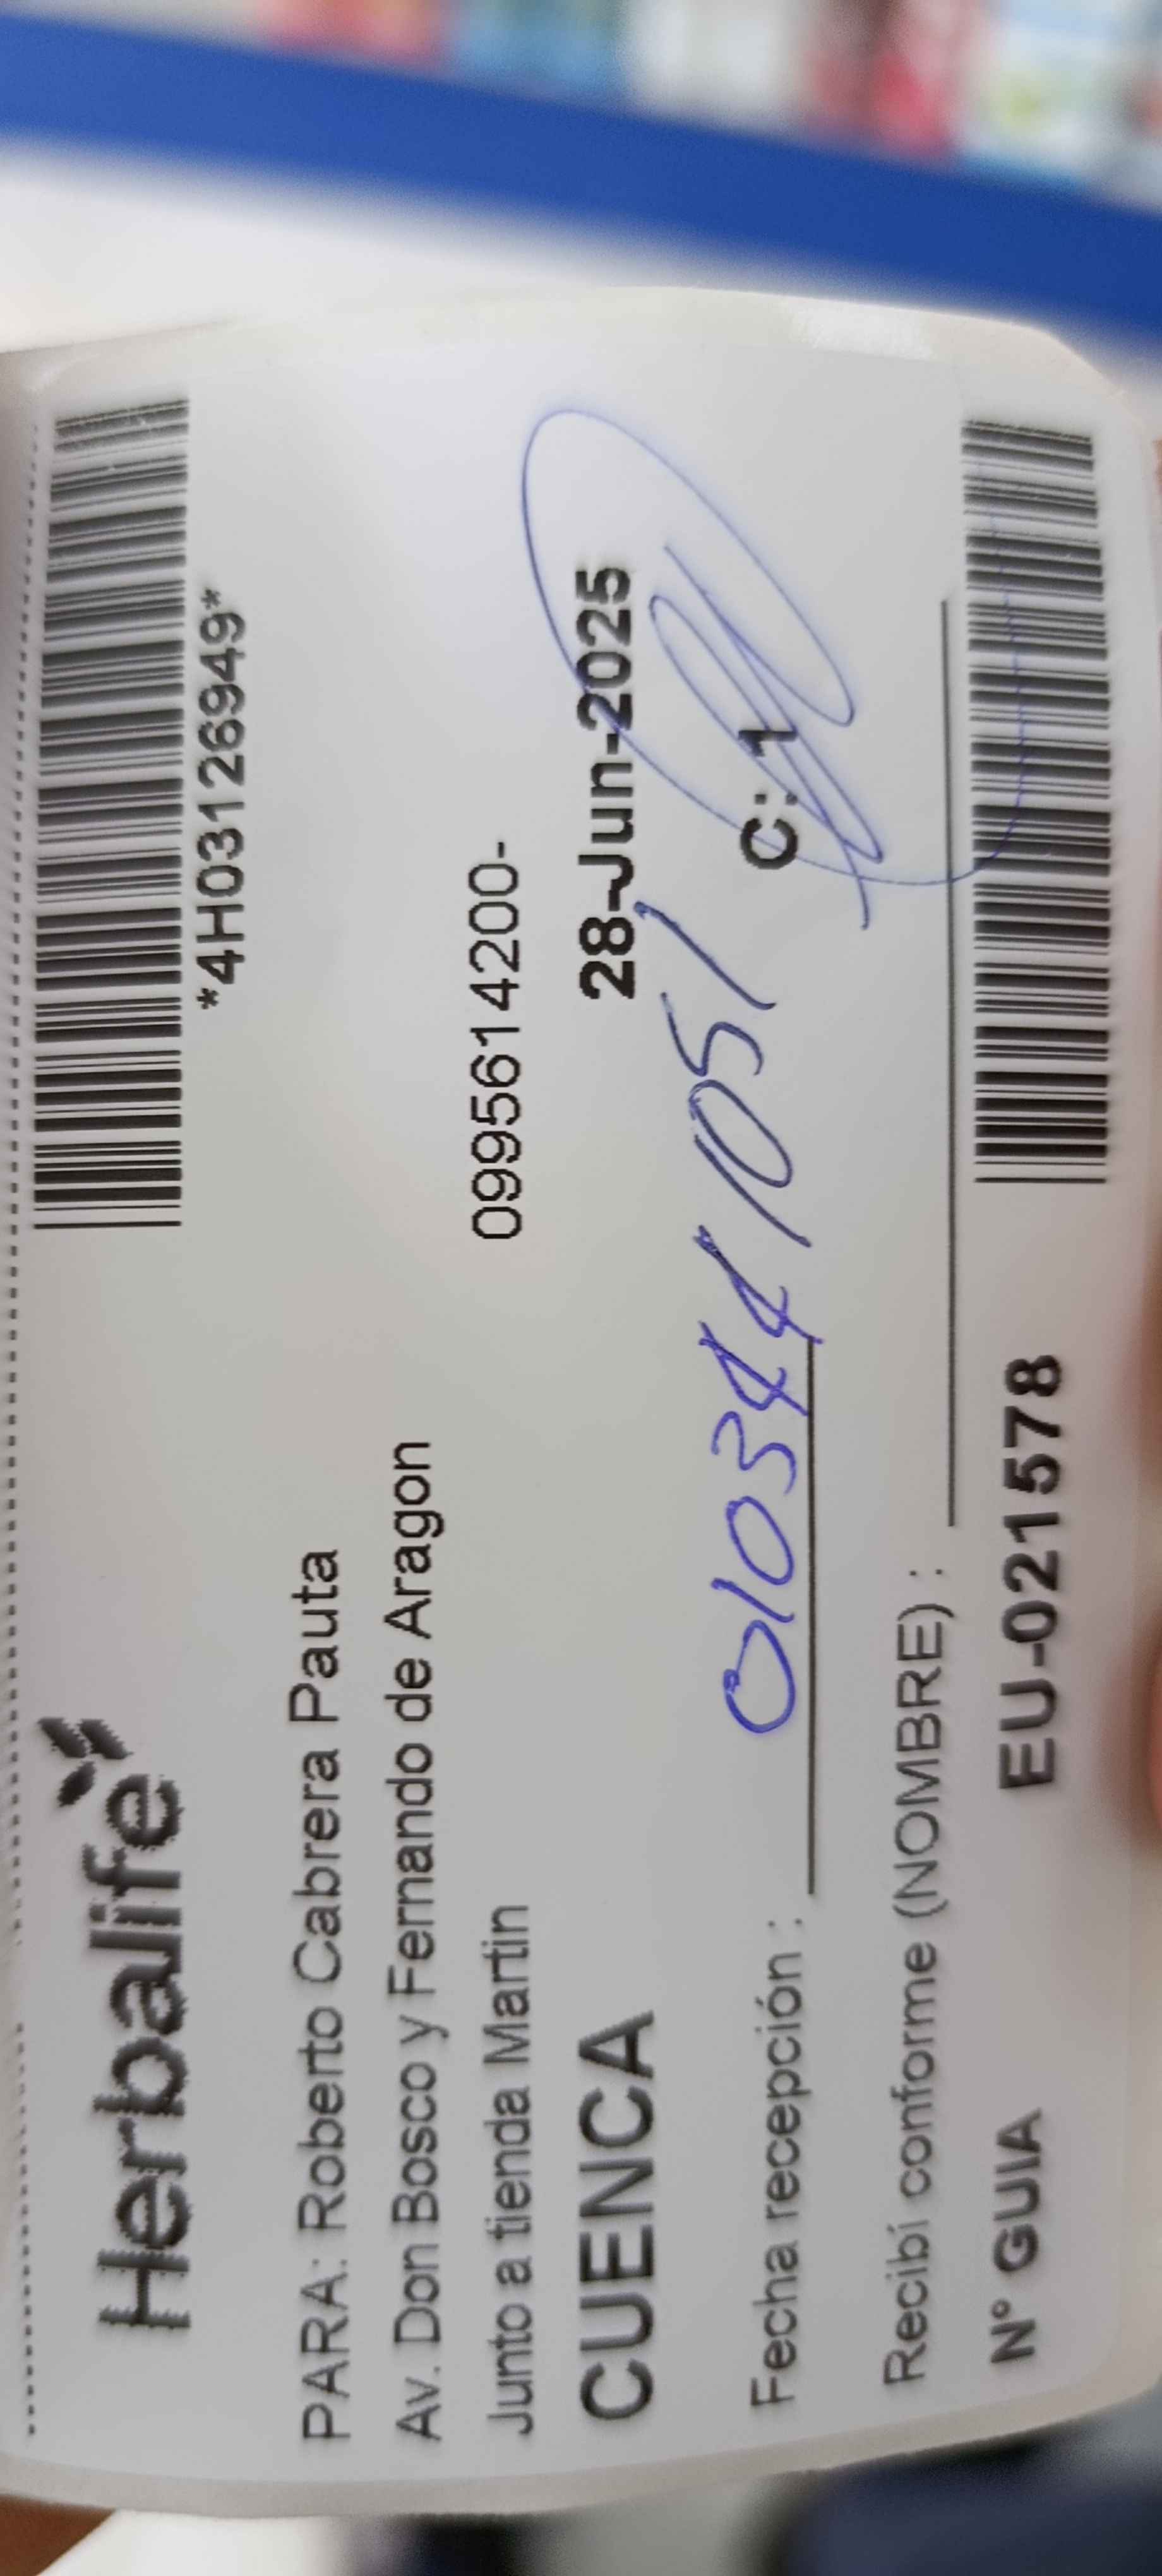 Herbalife
*4H03126949*
PARA: Roberto Cabrera Pauta
Av. Don Bosco y Fernando de Aragon
Junto a tienda Martin
0995614200-
CUENCA
28-Jun-2025
0103441051
C: 1
Fecha recepción :
Recibí conforme (NOMBRE) :
N° GUIA
EU-021578